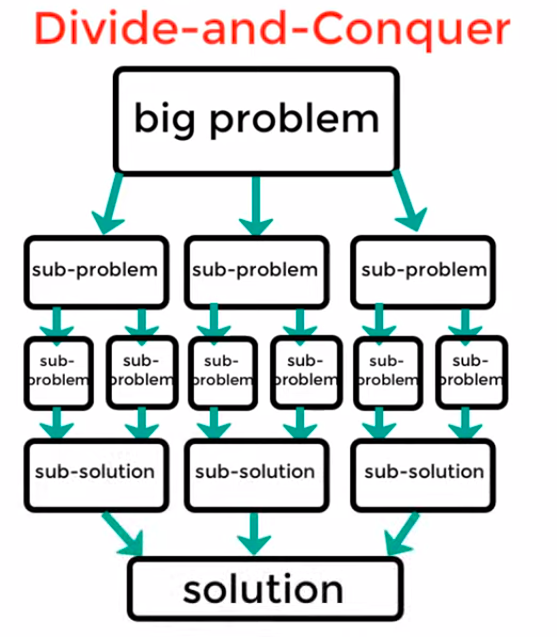 Divide-and-Conquer
big problem
sub-problem
sub-problem
sub-problem
sub-
problem
sub-
problem
sub-
problem
sub-
problem
sub-
problem
sub-
problem
sub-solution
sub-solution
sub-solution
solution